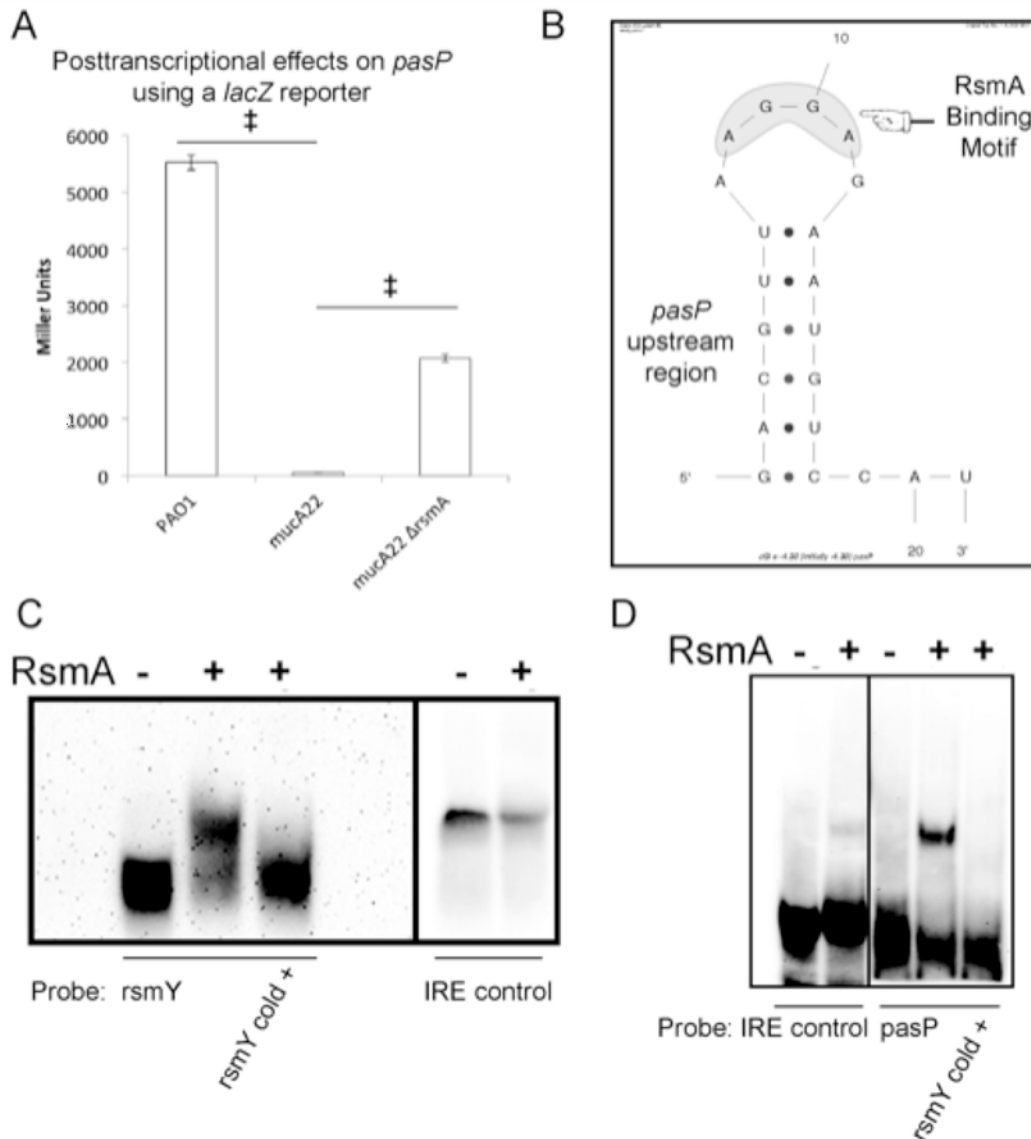 A
Posttranscriptional effects on pasP
using a lacZ reporter
‡
‡
6000
5000
4000
3000
2000
1000
0
Miller Units
PAO1
mucA22
mucA22 ΔrsmA
B
10
A G G A
A G
U A
U A
G U
C G
A U
5' G C C A U
20 3'
RsmA
Binding
Motif
pasP
upstream
region
C
RsmA - + + - +
Probe: rsmY
rsmY cold +
IRE control
D
RsmA - + - + +
Probe: IRE control pasP
rsmY cold +